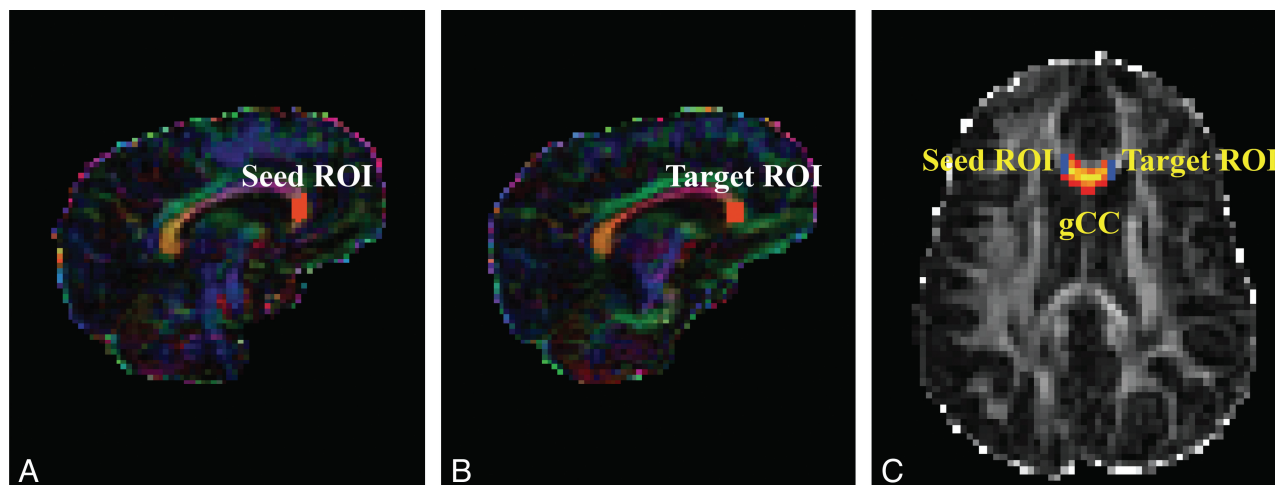 Seed ROI
A
Target ROI
B
Seed ROI
Target ROI
gCC
C